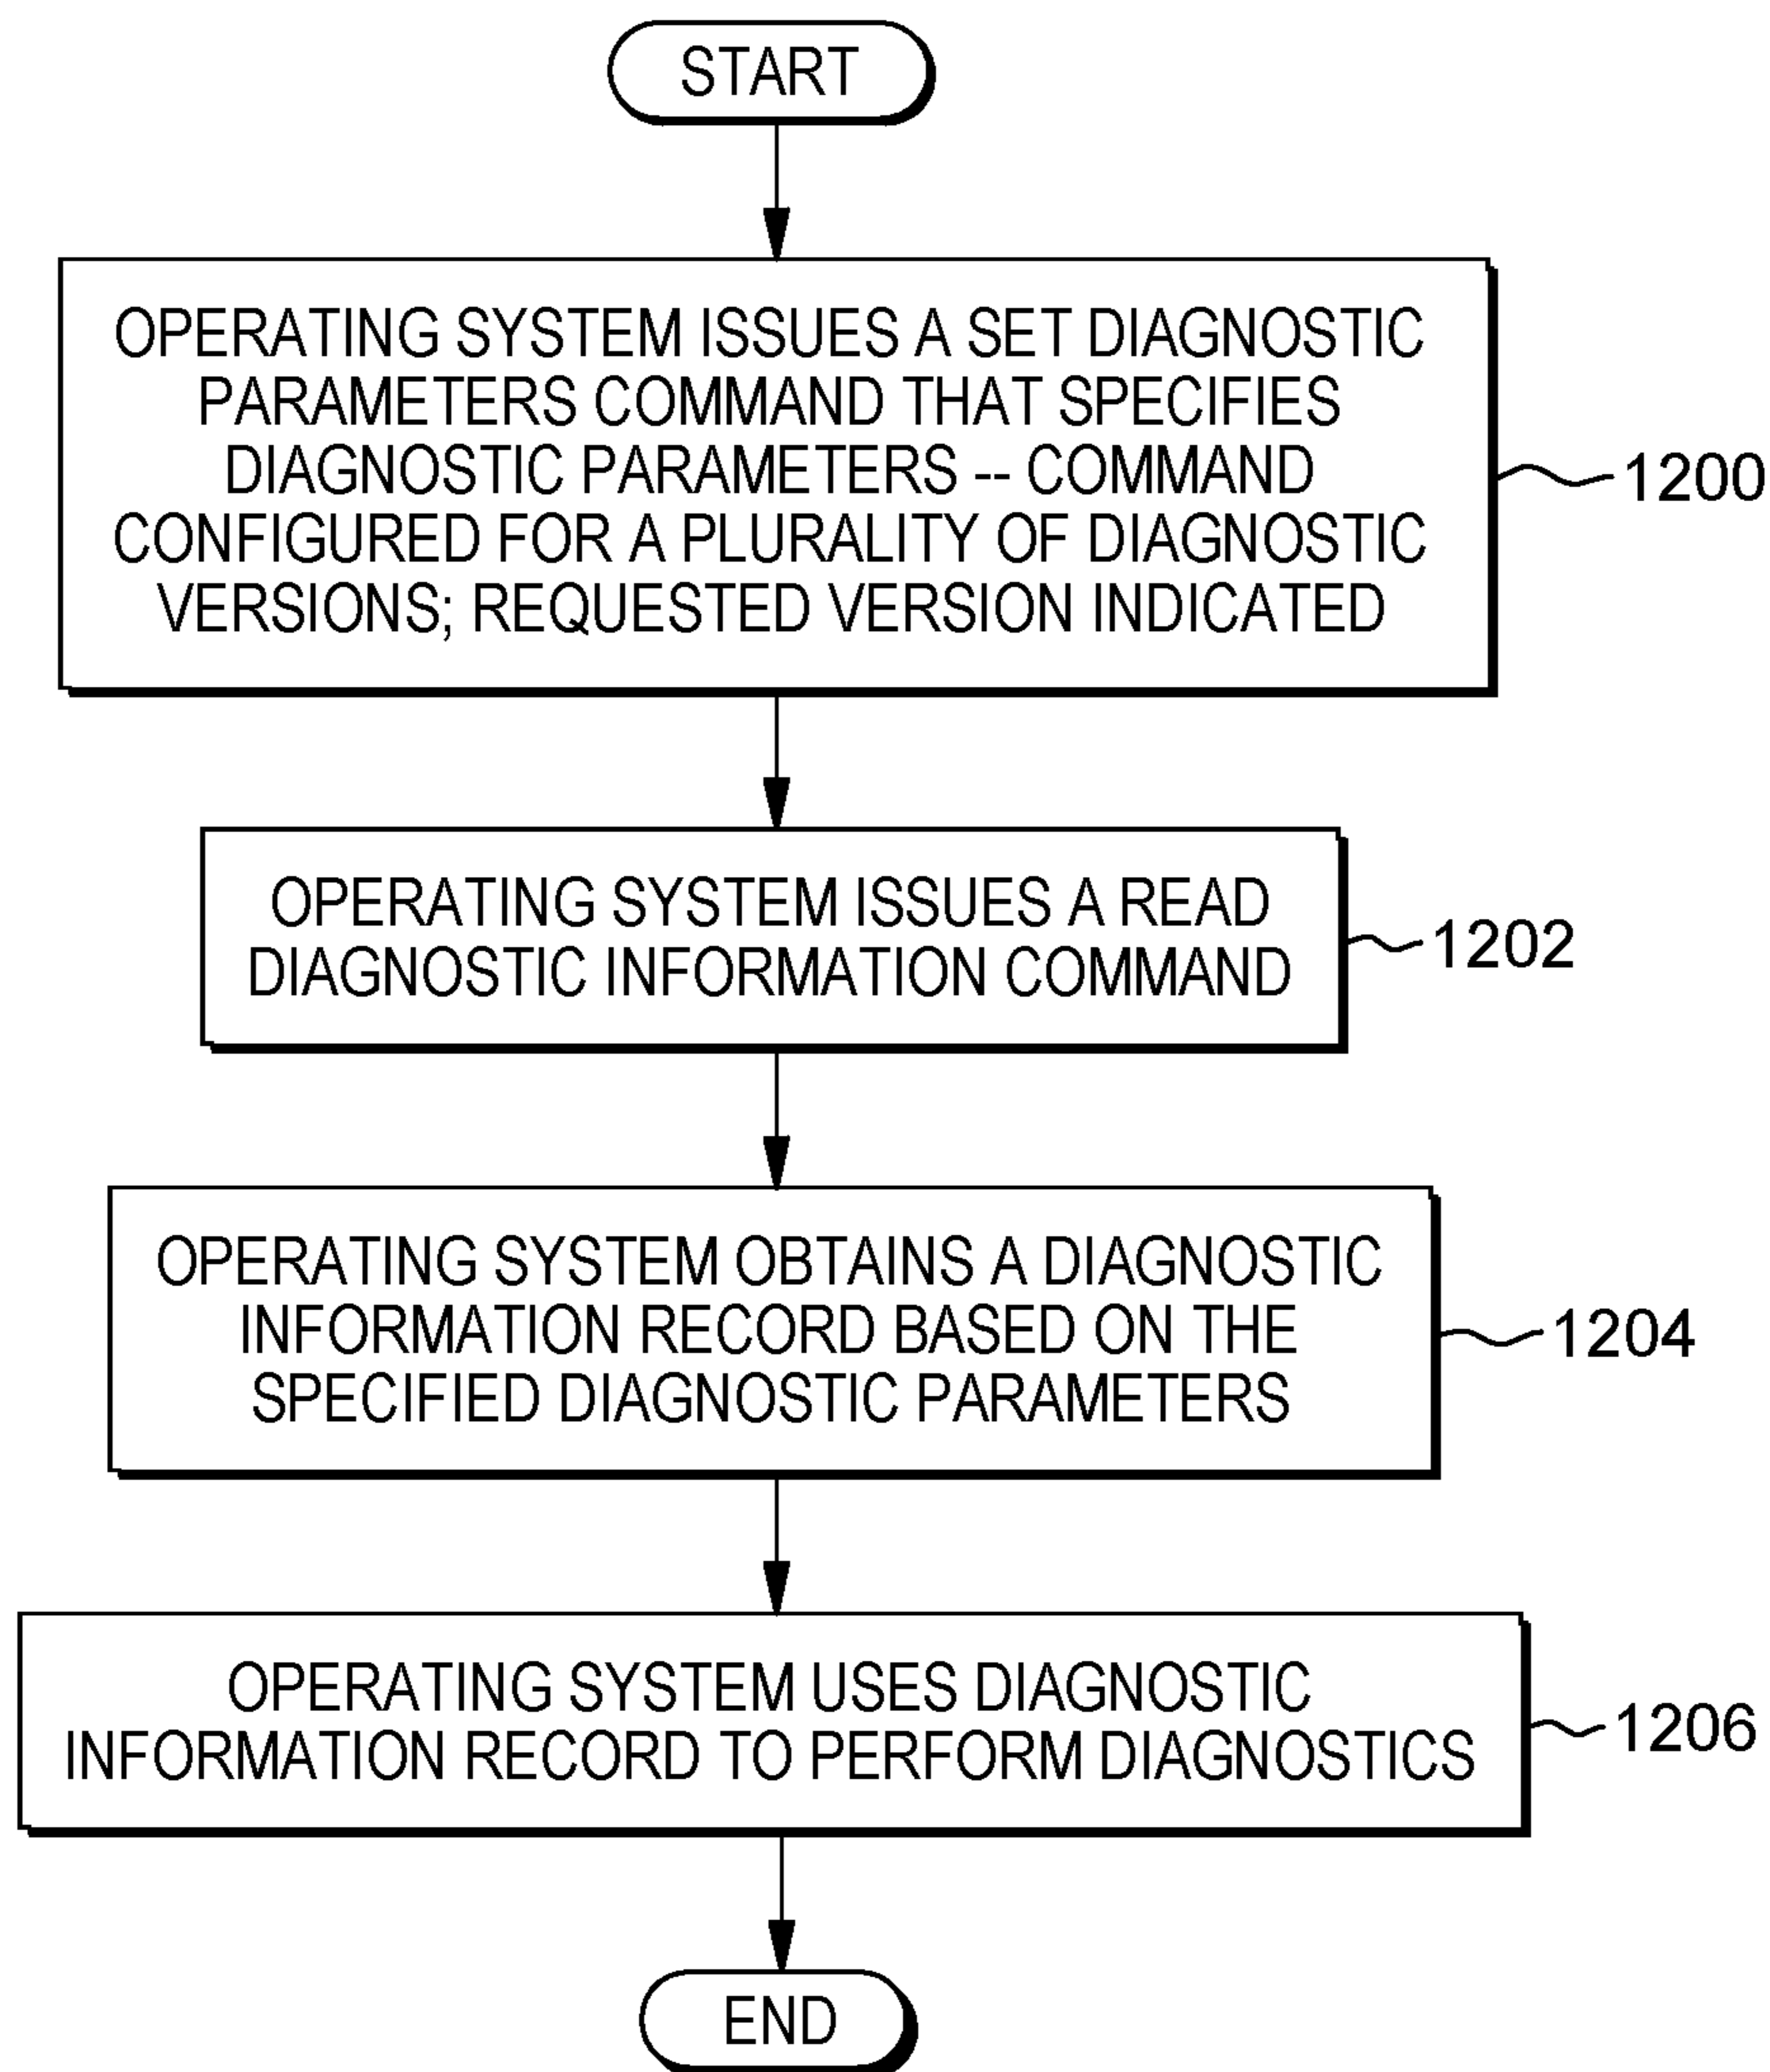 START
OPERATING SYSTEM ISSUES A SET DIAGNOSTIC
PARAMETERS COMMAND THAT SPECIFIES
DIAGNOSTIC PARAMETERS -- COMMAND
CONFIGURED FOR A PLURALITY OF DIAGNOSTIC
VERSIONS; REQUESTED VERSION INDICATED
1200
OPERATING SYSTEM ISSUES A READ
DIAGNOSTIC INFORMATION COMMAND
1202
OPERATING SYSTEM OBTAINS A DIAGNOSTIC
INFORMATION RECORD BASED ON THE
SPECIFIED DIAGNOSTIC PARAMETERS
1204
OPERATING SYSTEM USES DIAGNOSTIC
INFORMATION RECORD TO PERFORM DIAGNOSTICS
1206
END